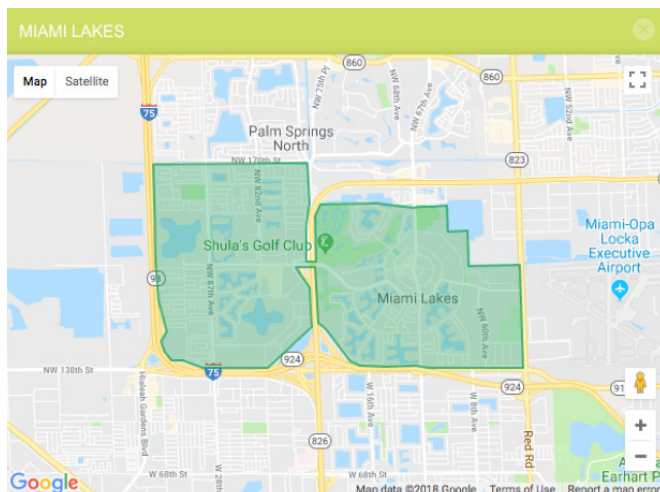 MIAMI LAKES
Map Satellite
860
860
NW 79th Pl
NW 68th Ave
NW 67th Ave
NW 52nd Ave
75
Palm Springs
North
NW 170th St
823
NW 82nd Ave
Shula's Golf Club
Miami-Opa
Locka
Executive
Airport
93
NW 87th Ave
Miami Lakes
NW 60th Ave
NW 138th St
75
924
924
91
Hialeah Gardens Blvd
W 16th Ave
W 8th Ave
Red Rd
826
W 68th St
W 28th
W 68th St
Earhart P
Google
Map data ©2018 Google Terms of Use Report a map error